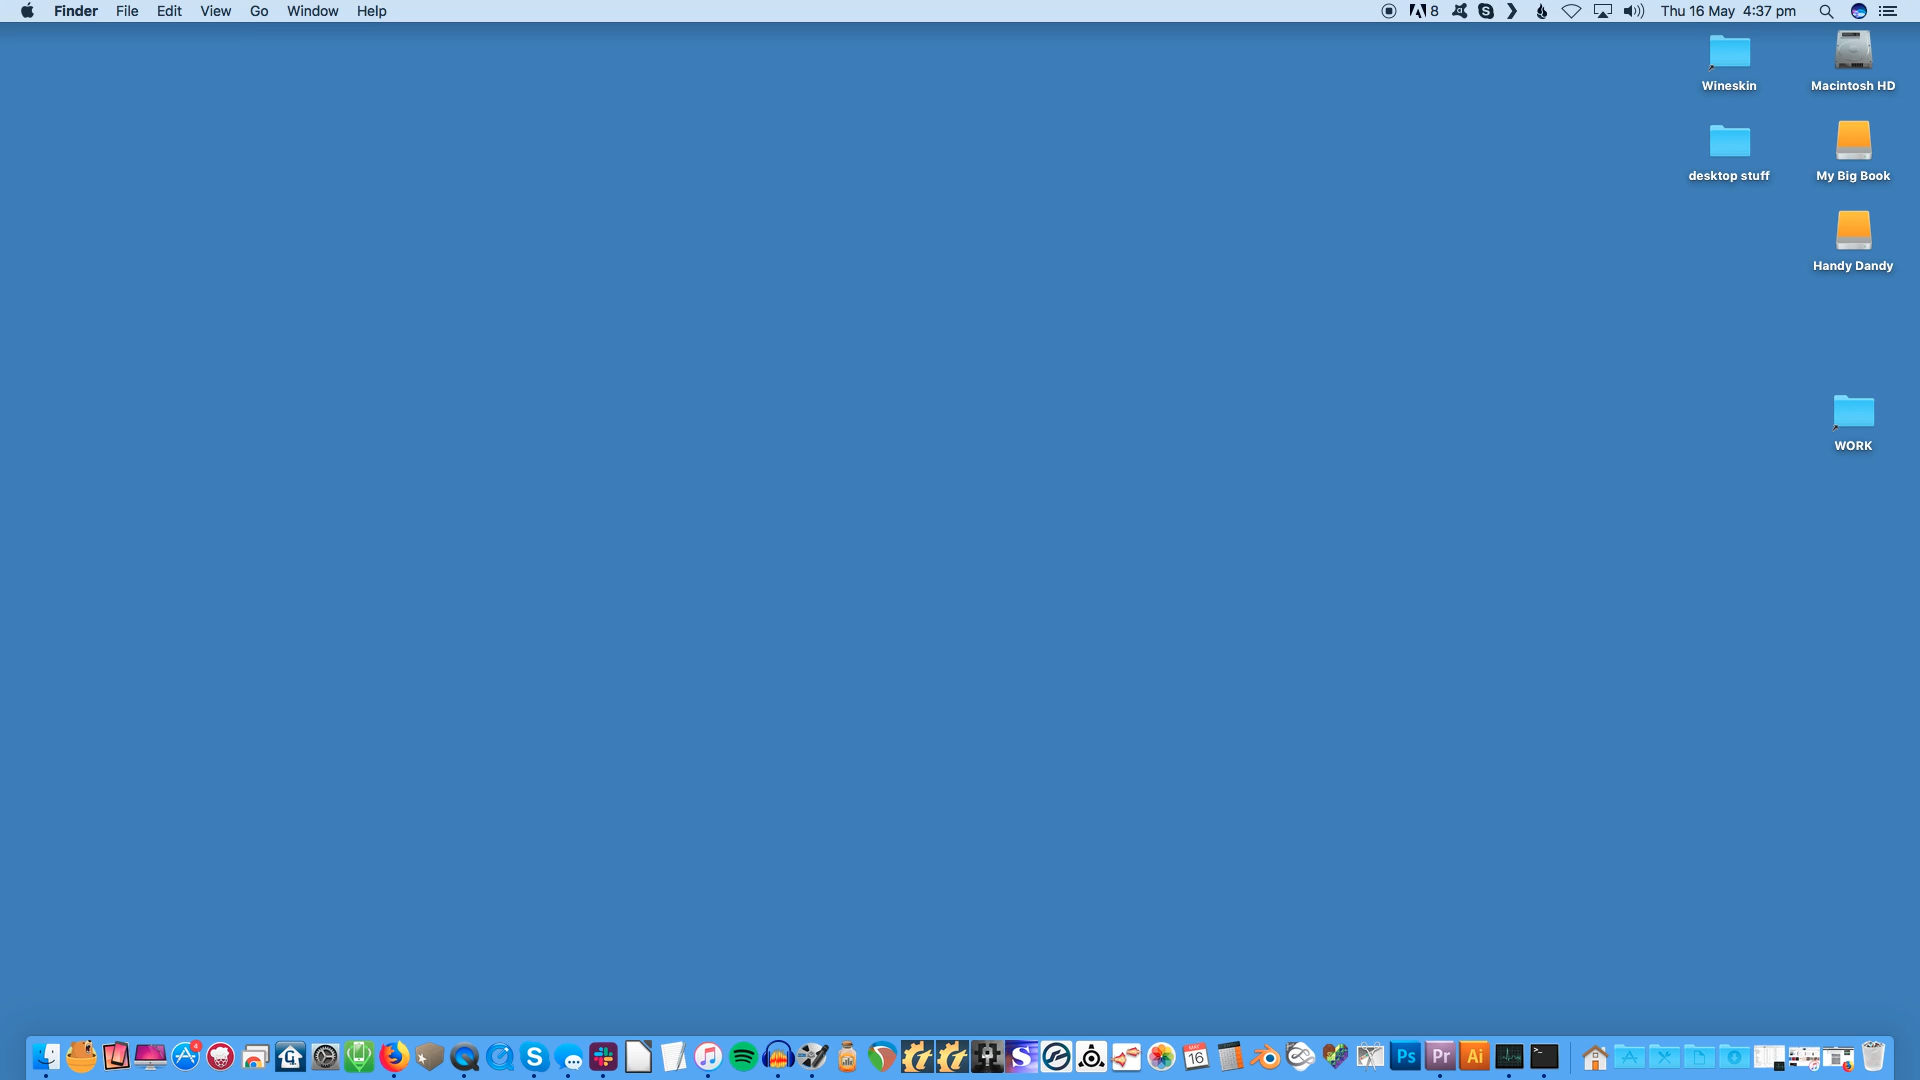 Finder File Edit View Go Window Help 8 Thu 16 May 4:37 pm
Wineskin
Macintosh HD
desktop stuff
My Big Book
Handy Dandy
WORK
4
S
S
16
Ps
Pr
Ai